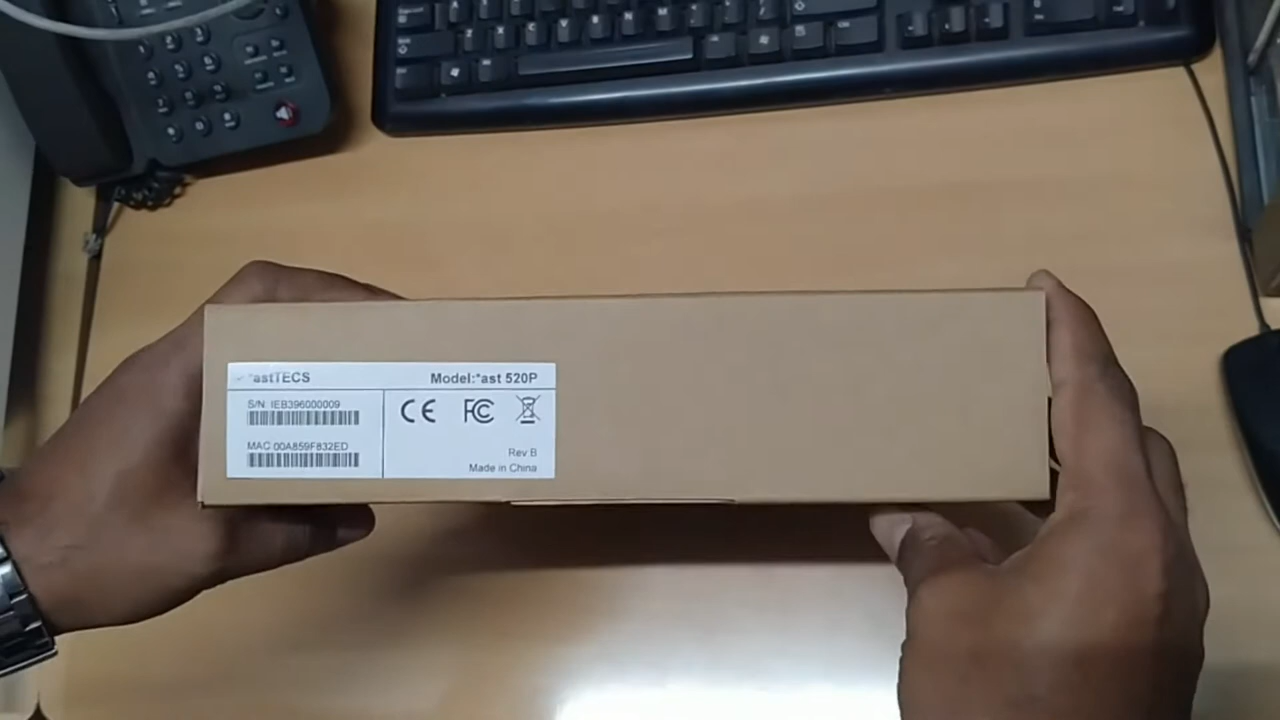 *astTECS
Model:*ast 520P
S/N IEB396000009
MAC 00A859F832ED
CE FC
Rev B
Made in China